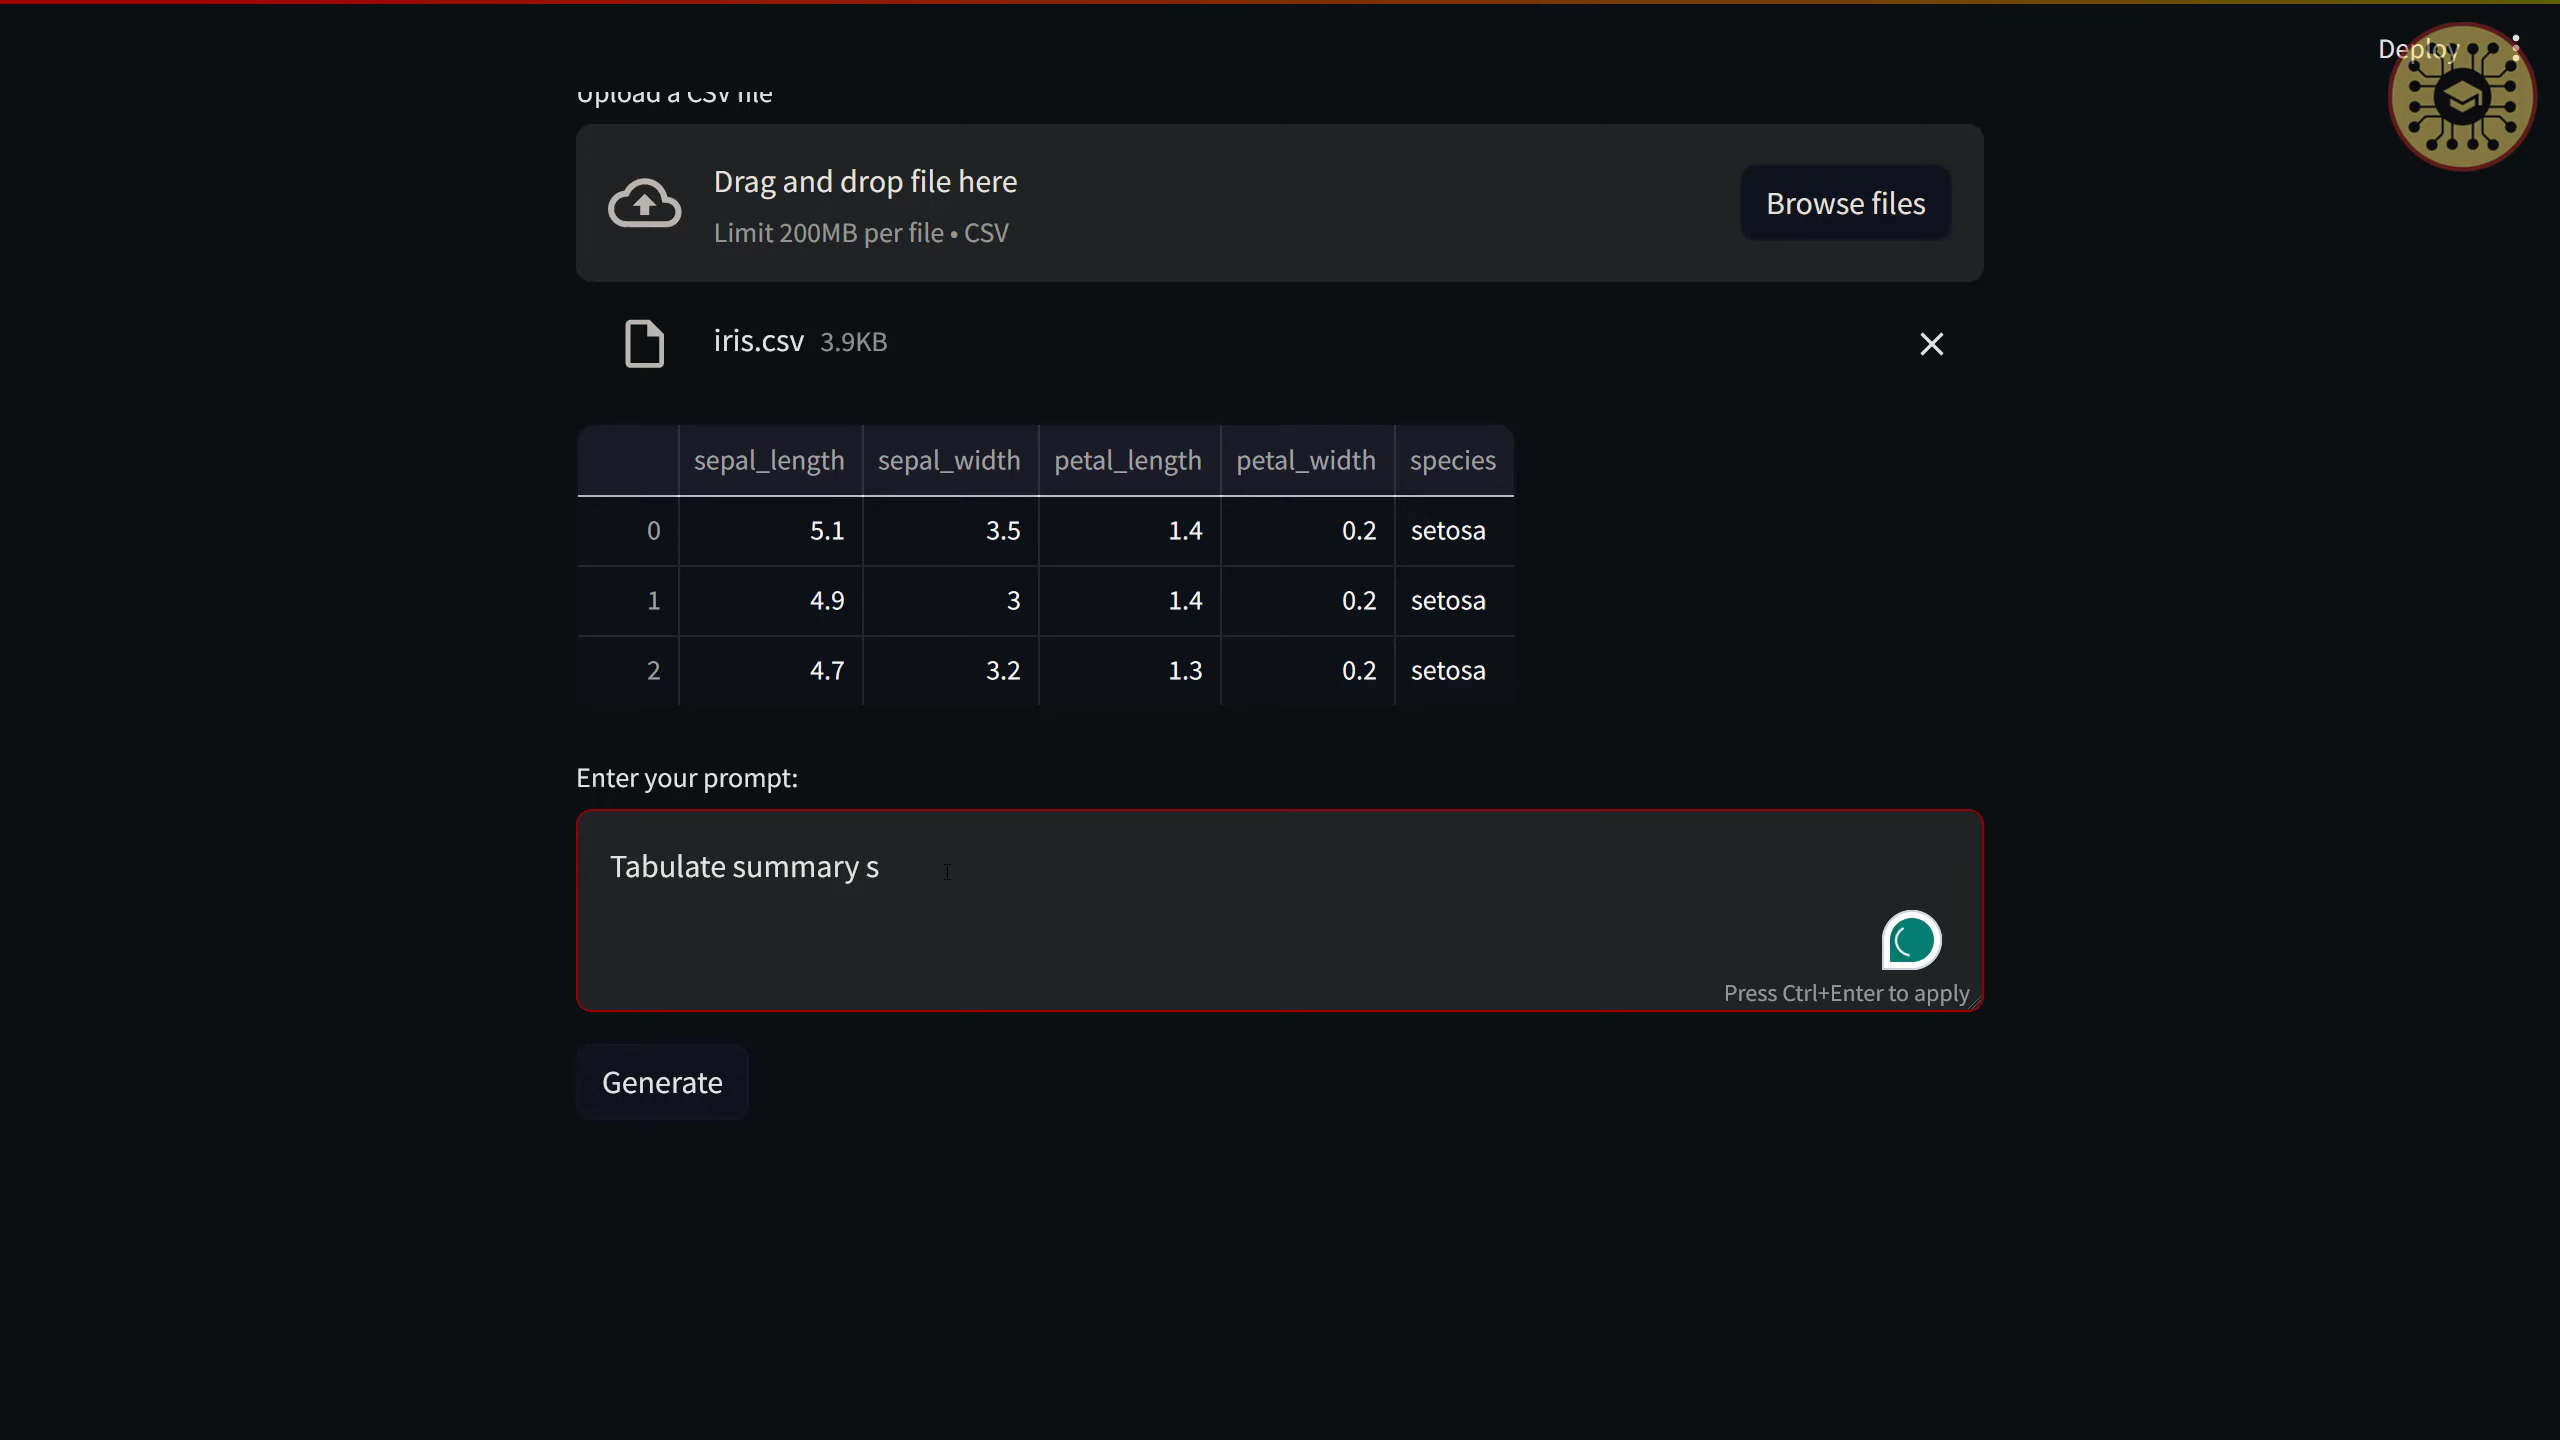 Deploy
Upload a CSV file
Drag and drop file here
Limit 200MB per file • CSV
Browse files
iris.csv 3.9KB
sepal_length sepal_width petal_length petal_width species
0 5.1 3.5 1.4 0.2 setosa
1 4.9 3 1.4 0.2 setosa
2 4.7 3.2 1.3 0.2 setosa
Enter your prompt:
Tabulate summary s
Press Ctrl+Enter to apply
Generate